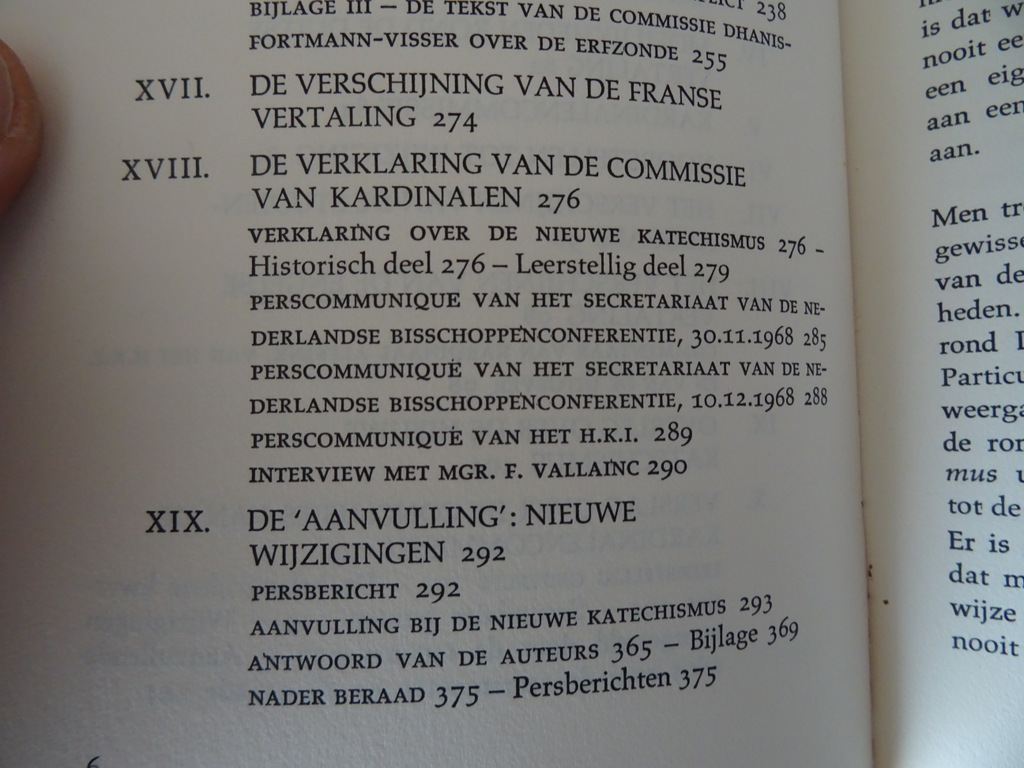 238
BIJLAGE III – DE TEKST VAN DE COMMISSIE DHANIS-
FORTMANN-VISSER OVER DE ERFZONDE 255
XVII. DE VERSCHIJNING VAN DE FRANSE
VERTALING 274
XVIII. DE VERKLARING VAN DE COMMISSIE
VAN KARDINALEN 276
VERKLARING OVER DE NIEUWE KATECHISMUS 276 –
Historisch deel 276 – Leerstellig deel 279
PERSCOMMUNIQUÉ VAN HET SECRETARIAAT VAN DE NE-
DERLANDSE BISSCHOPPENCONFERENTIE, 30.11.1968 285
PERSCOMMUNIQUÉ VAN HET SECRETARIAAT VAN DE NE-
DERLANDSE BISSCHOPPENCONFERENTIE, 10.12.1968 288
PERSCOMMUNIQUÉ VAN HET H.K.I. 289
INTERVIEW MET MGR. F. VALLAINC 290
XIX. DE 'AANVULLING': NIEUWE
WIJZIGINGEN 292
PERSBERICHT 292
AANVULLING BIJ DE NIEUWE KATECHISMUS 293
ANTWOORD VAN DE AUTEURS 365 – Bijlage 369
NADER BERAAD 375 – Persberichten 375
6
is dat w
nooit ee
een eig
aan een
aan.
Men tr
gewisse
van de
heden.
rond I
Particu
weerga
de ron
mus u
tot de
Er is
dat m
wijze
nooit